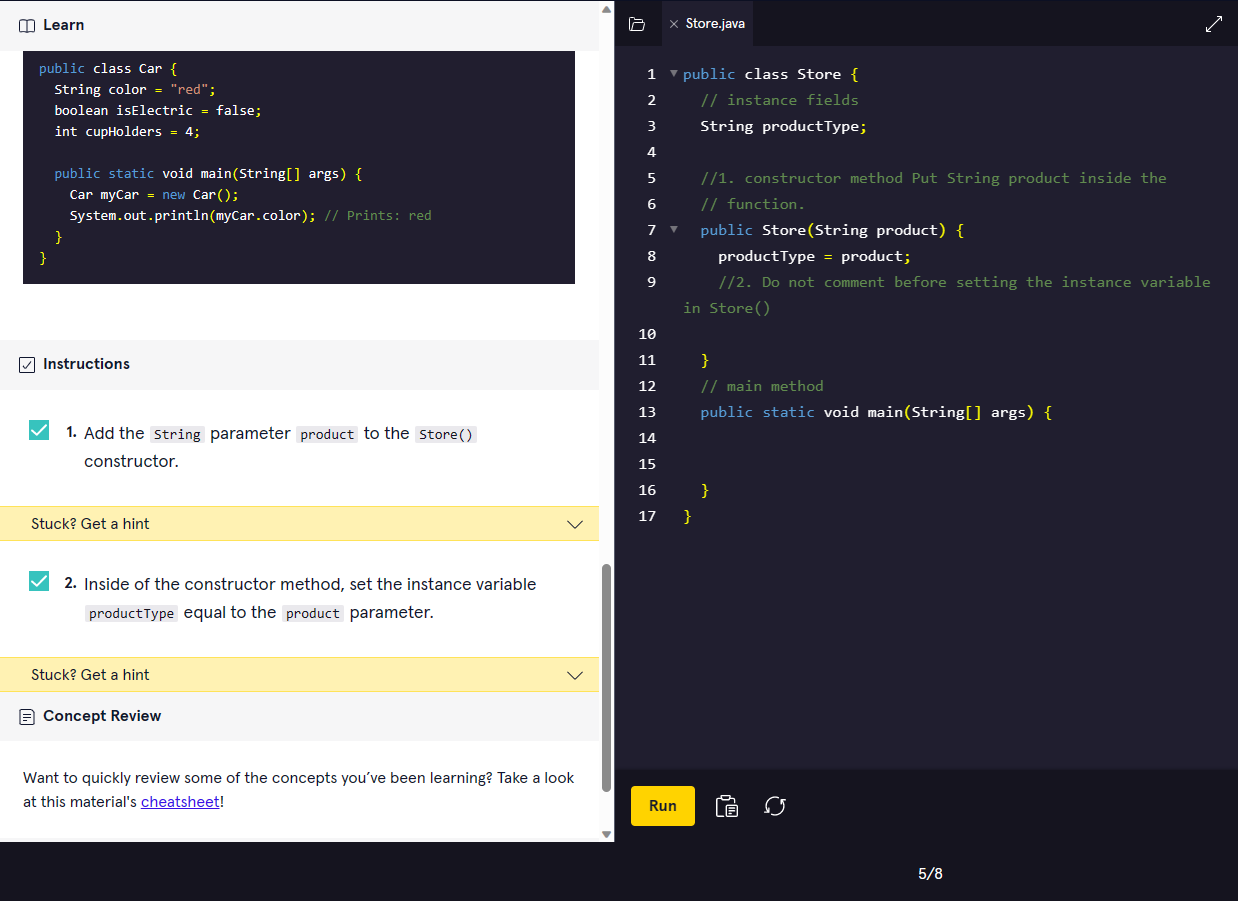 Learn
public class Car {
String color = "red";
boolean isElectric = false;
int cupHolders = 4;
public static void main(String[] args) {
Car myCar = new Car();
System.out.println(myCar.color); // Prints: red
}
}
Instructions
1. Add the String parameter product to the Store()
constructor.
Stuck? Get a hint
2. Inside of the constructor method, set the instance variable
productType equal to the product parameter.
Stuck? Get a hint
Concept Review
Want to quickly review some of the concepts you've been learning? Take a look
at this material's cheatsheet!
Store.java
1 public class Store {
2 // instance fields
3 String productType;
4
5 //1. constructor method Put String product inside the
6 // function.
7 public Store(String product) {
8 productType = product;
9 //2. Do not comment before setting the instance variable
in Store()
10
11 }
12 // main method
13 public static void main(String[] args) {
14
15
16 }
17 }
Run
5/8